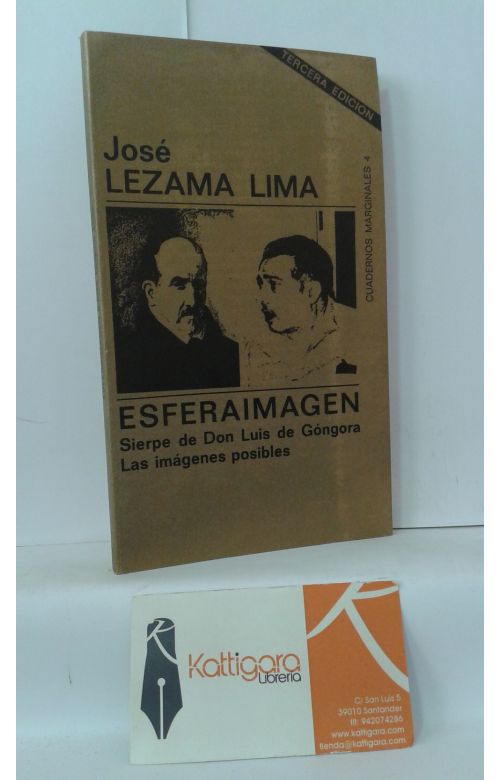 TERCERA EDICION
José
LEZAMA LIMA
CUADERNOS MARGINALES 4
ESFERAIMAGEN
Sierpe de Don Luis de Góngora
Las imágenes posibles
Kattigara
Librería
C/ San Luis 5
39010 Santander
tlf: 942074286
www.kattigara.com
tienda@kattigara.com